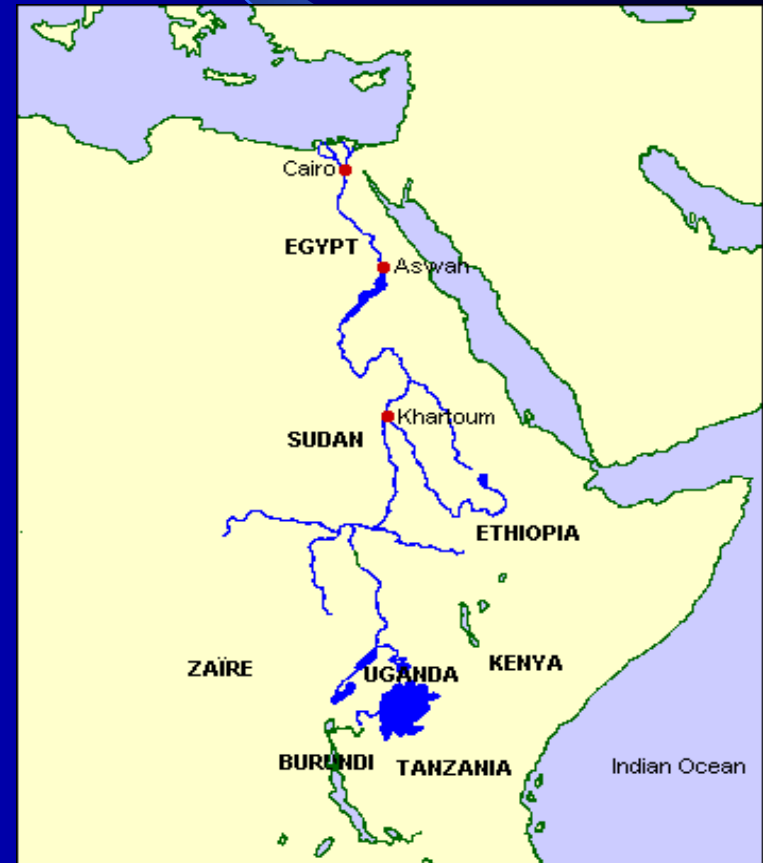 Cairo
EGYPT
Aswan
Khartoum
SUDAN
ETHIOPIA
ZAÏRE
UGANDA
KENYA
BURUNDI
TANZANIA
Indian Ocean